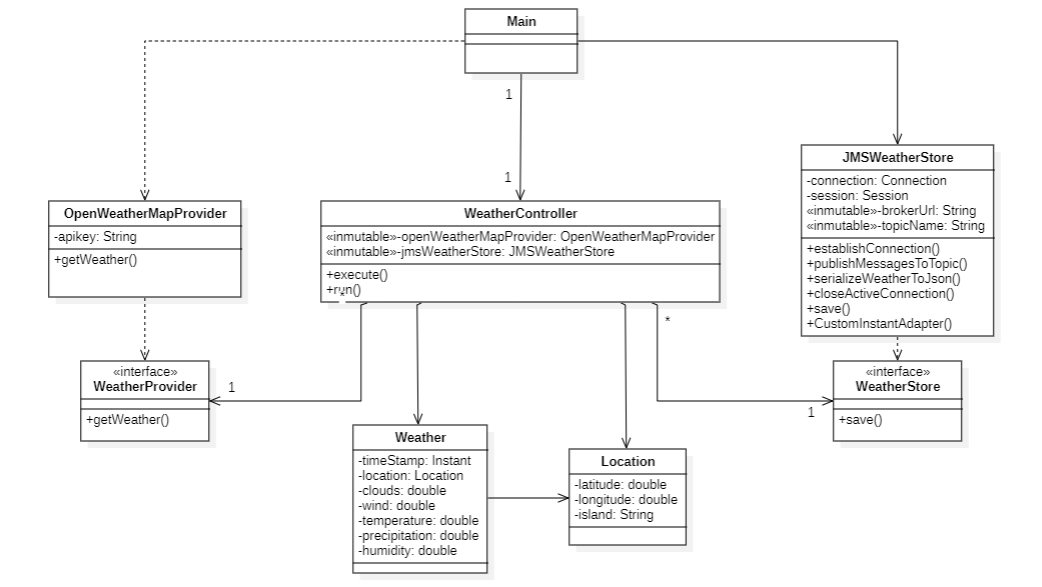 Main
1
1
JMSWeatherStore
-connection: Connection
-session: Session
«inmutable»-brokerUrl: String
«inmutable»-topicName: String
+establishConnection()
+publishMessagesToTopic()
+serializeWeatherToJson()
+closeActiveConnection()
+save()
+CustomInstantAdapter()
OpenWeatherMapProvider
-apikey: String
+getWeather()
WeatherController
«inmutable»-openWeatherMapProvider: OpenWeatherMapProvider
«inmutable»-jmsWeatherStore: JMSWeatherStore
+execute()
+run()
*
*
«interface»
WeatherProvider
+getWeather()
1
«interface»
WeatherStore
+save()
1
Weather
-timeStamp: Instant
-location: Location
-clouds: double
-wind: double
-temperature: double
-precipitation: double
-humidity: double
Location
-latitude: double
-longitude: double
-island: String